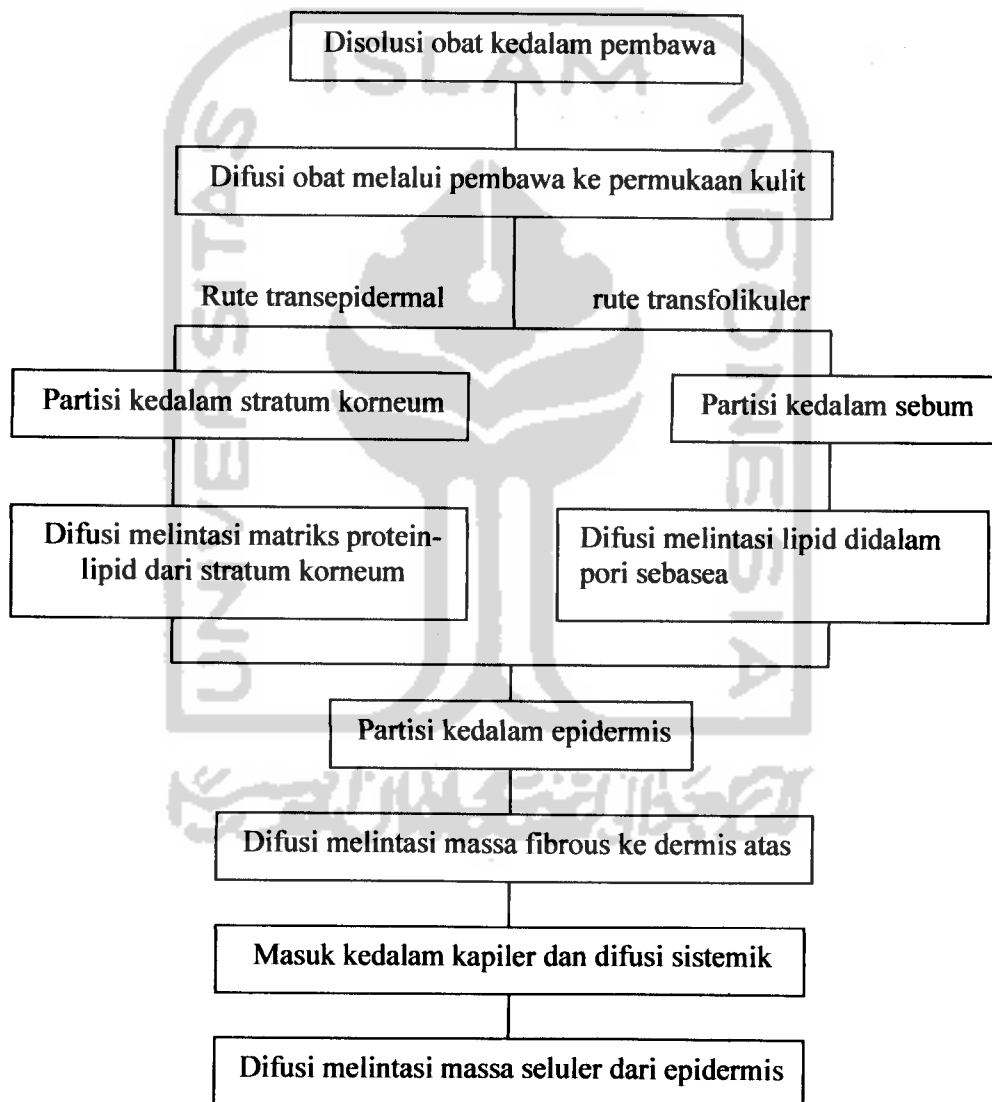 Disolusi obat kedalam pembawa
ISLAM
UNIVERSITAS
INDONESIA
Difusi obat melalui pembawa ke permukaan kulit
Rute transepidermal
rute transfolikuler
Partisi kedalam stratum korneum
Partisi kedalam sebum
Difusi melintasi matriks protein-
lipid dari stratum korneum
Difusi melintasi lipid didalam
pori sebasea
Partisi kedalam epidermis
Difusi melintasi massa fibrous ke dermis atas
Masuk kedalam kapiler dan difusi sistemik
Difusi melintasi massa seluler dari epidermis